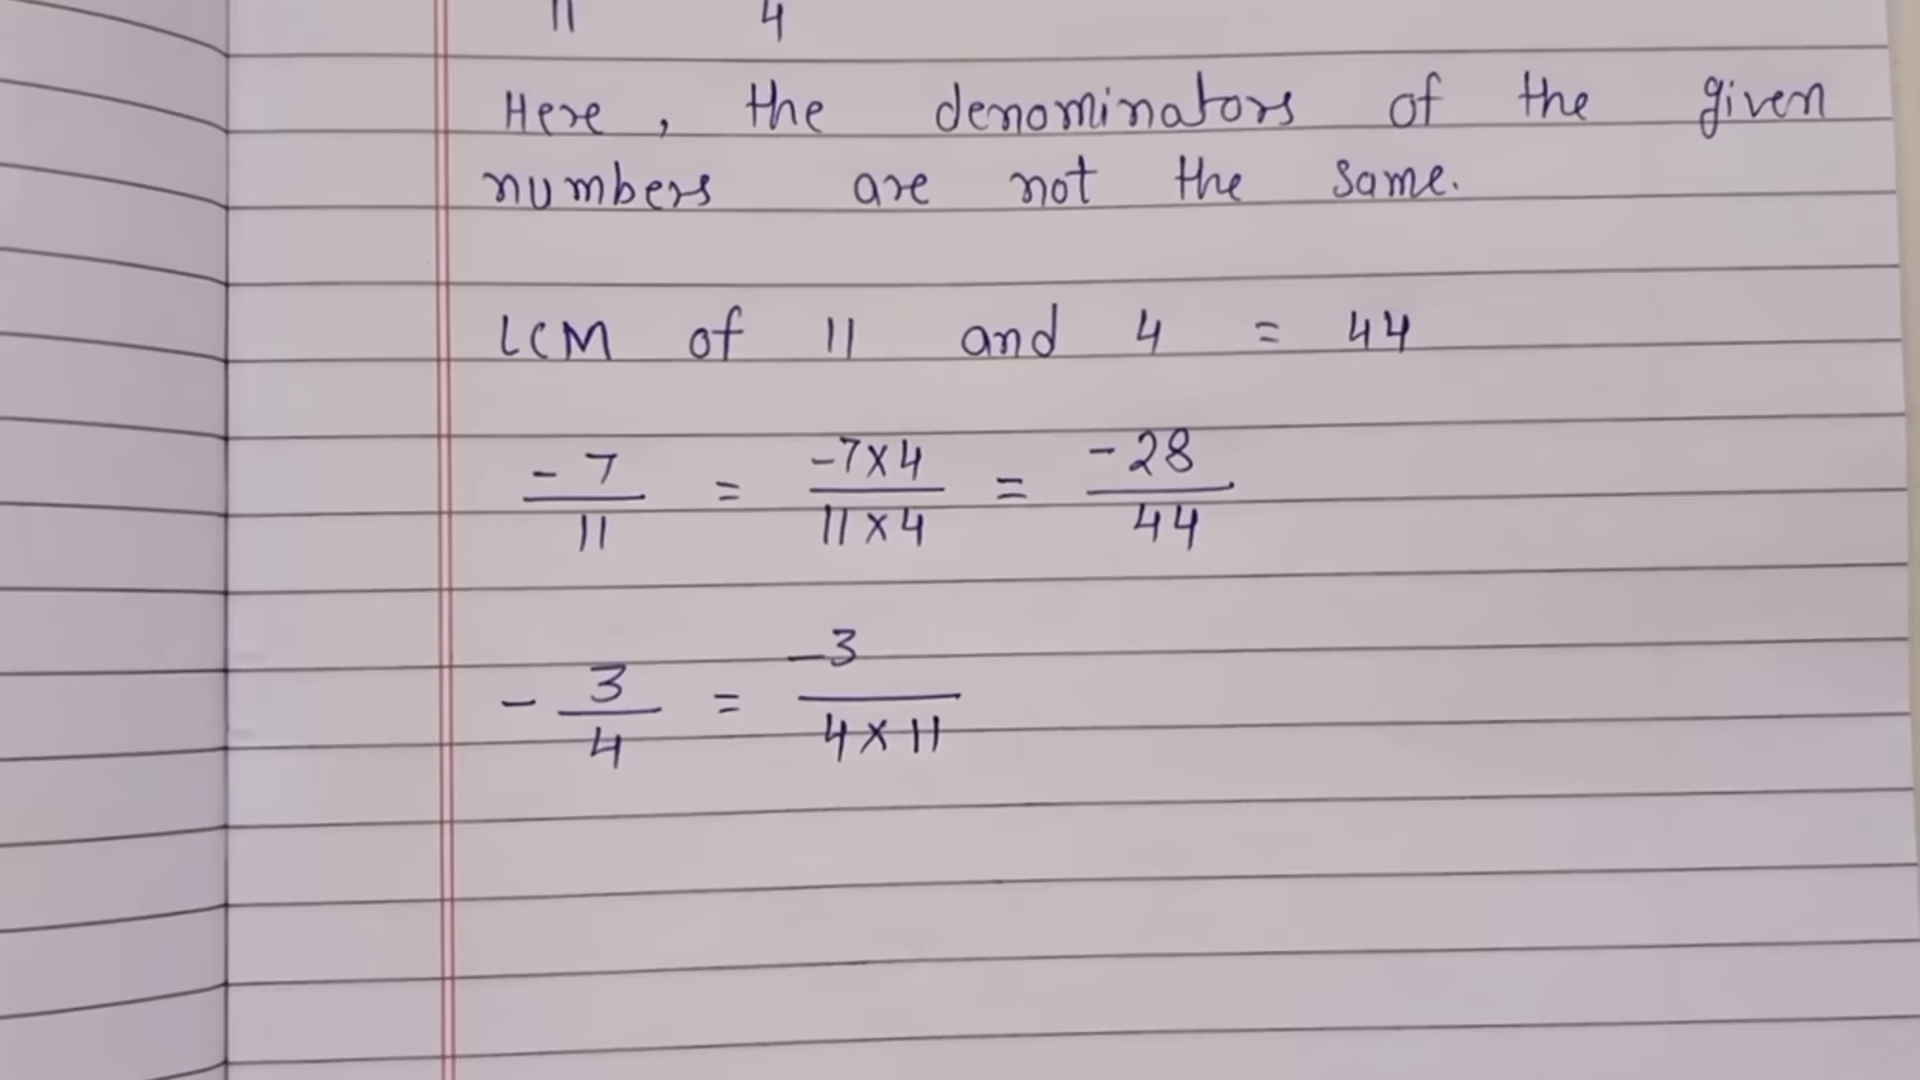 11 4
Here, the denominators of the given
numbers are not the same.
LCM of 11 and 4 = 44
-7/11 = -7×4/11×4 = -28/44
-3/4 = -3/4×11